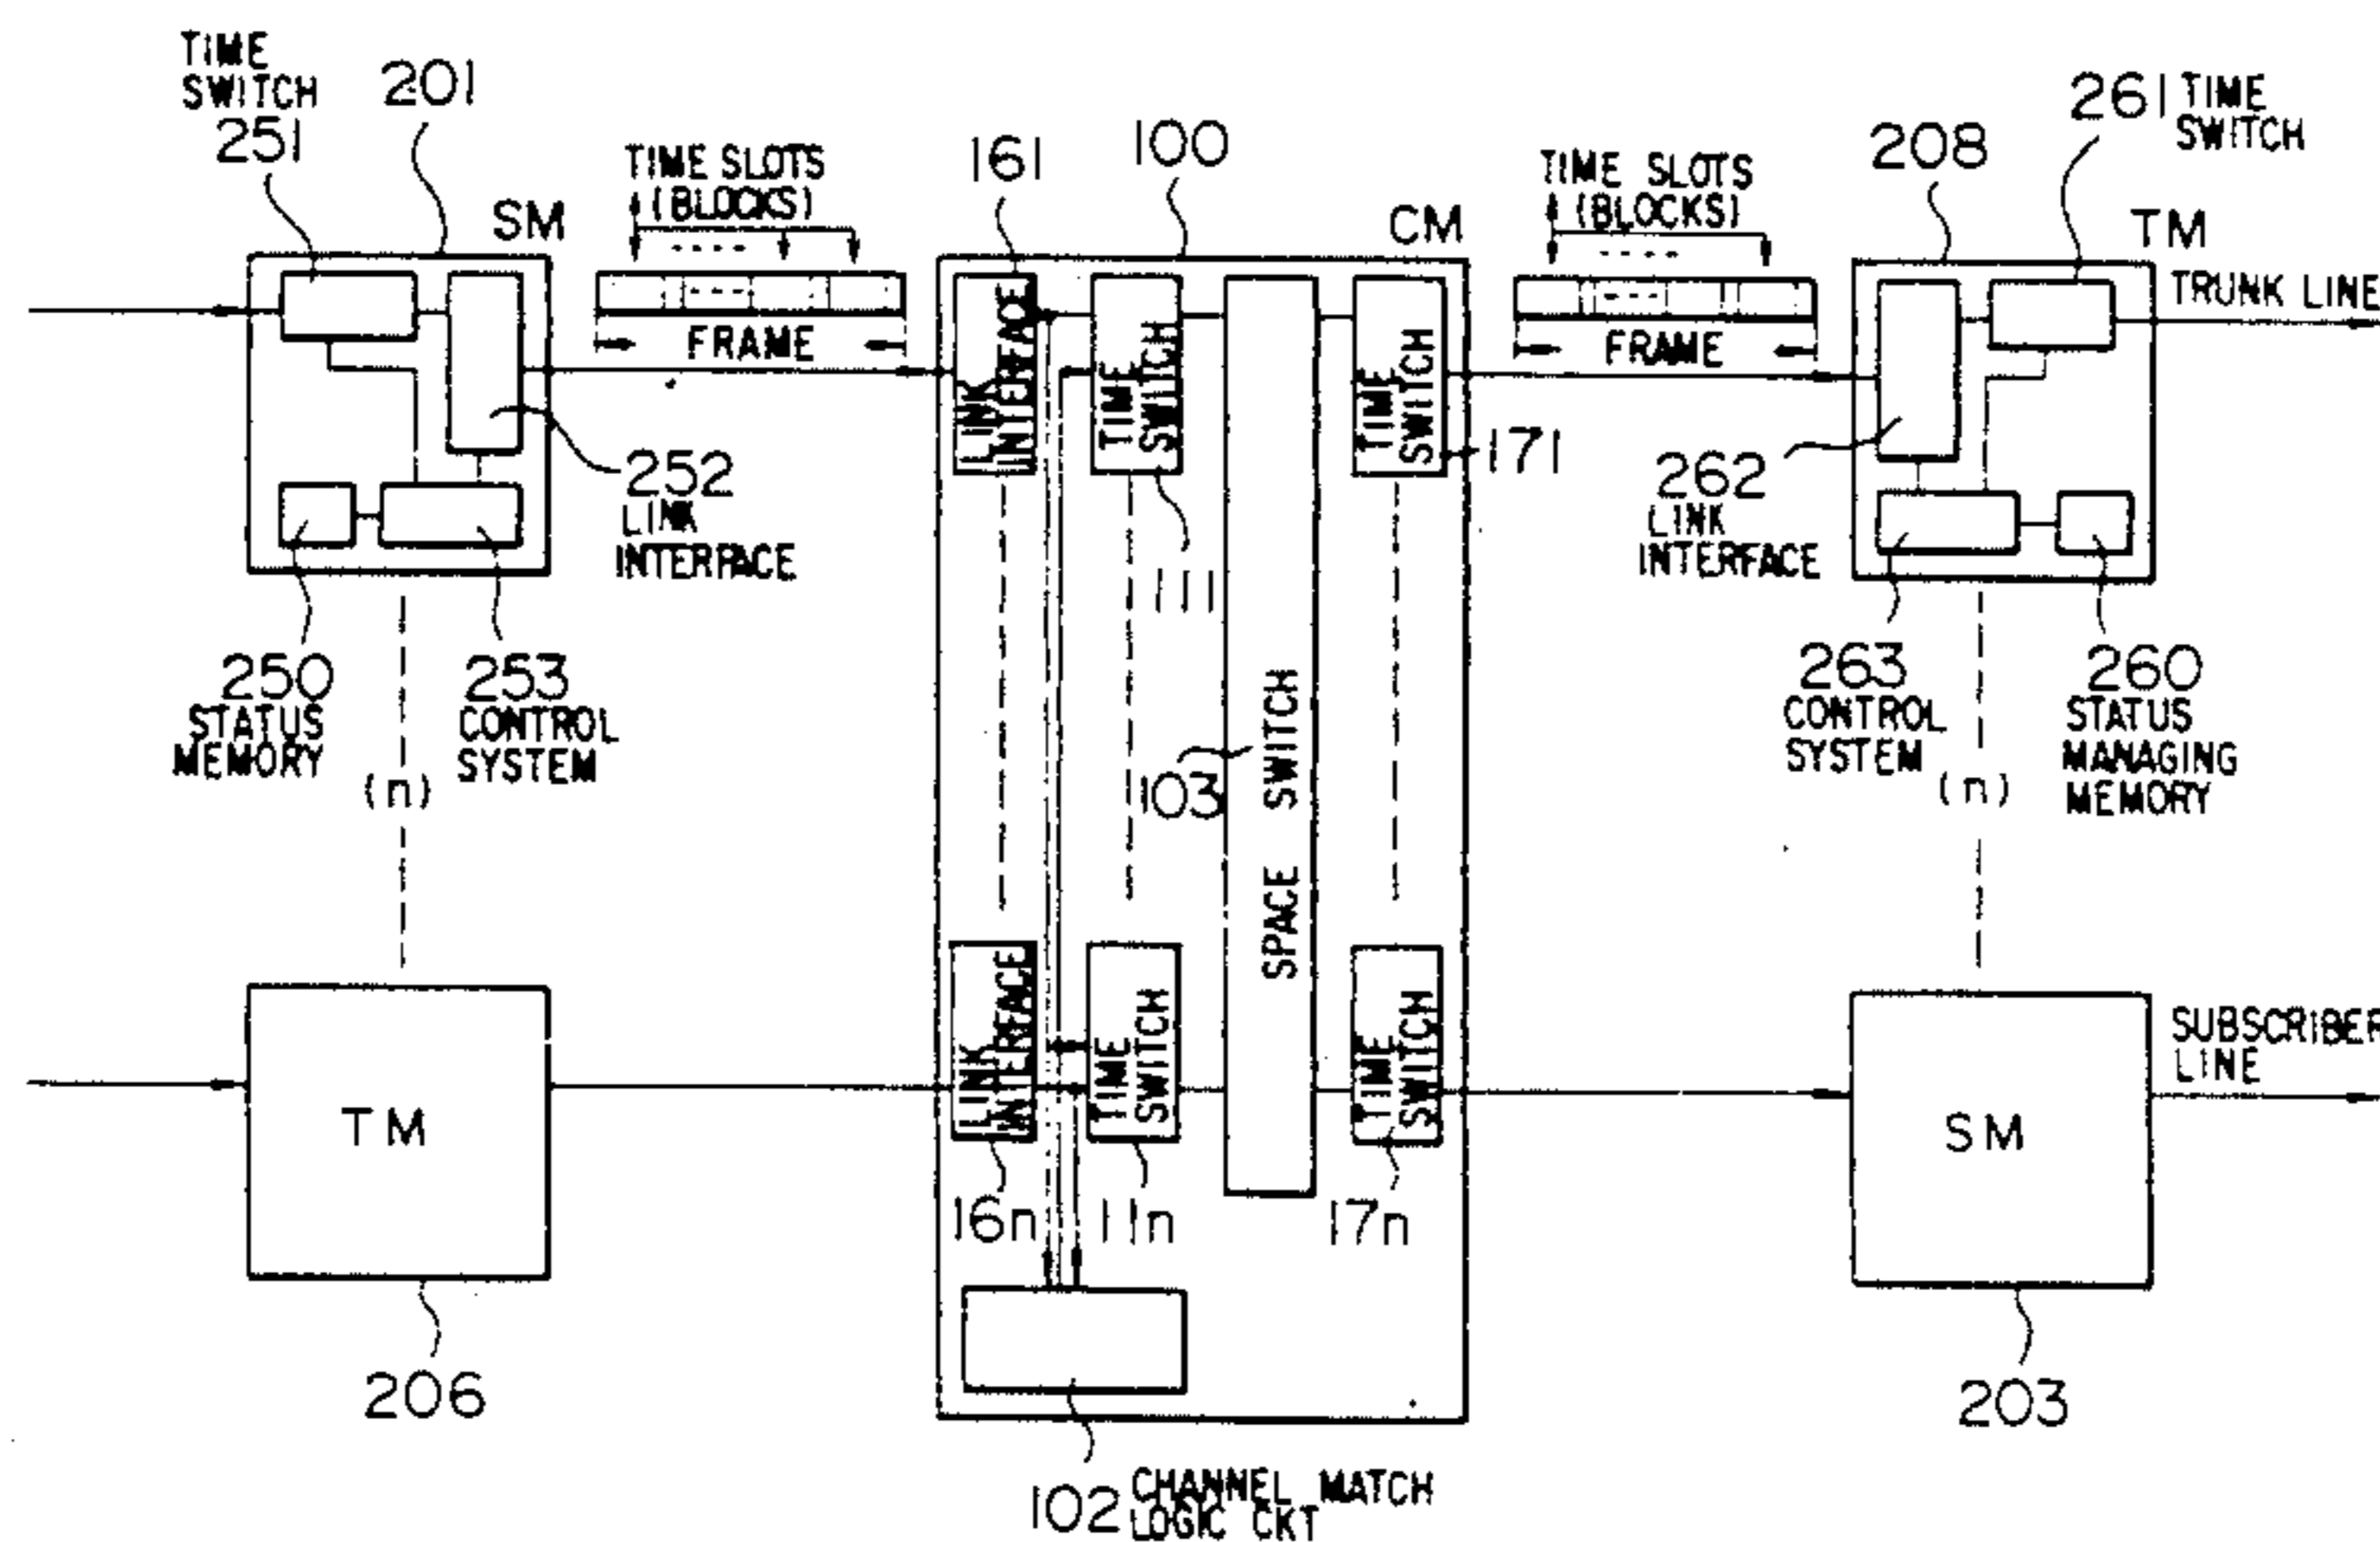 TIME
SWITCH
251
201
SM
TIME SLOTS
(BLOCKS)
-----
FRAME
161
100
CM
TIME SLOTS
(BLOCKS)
-----
FRAME
208
261 TIME
SWITCH
TM
TRUNK LINE
252
LINK
INTERFACE
250
STATUS
MEMORY
253
CONTROL
SYSTEM
(n)
LINK
INTERFACE
TIME
SWITCH
TIME
SWITCH
171
111
103
SPACE SWITCH
262
LINK
INTERFACE
263
CONTROL
SYSTEM
260
STATUS
MANAGING
MEMORY
(n)
TM
206
LINK
INTERFACE
TIME
SWITCH
TIME
SWITCH
16n
11n
17n
SUBSCRIBER
LINE
SM
203
102 CHANNEL MATCH
LOGIC CKT